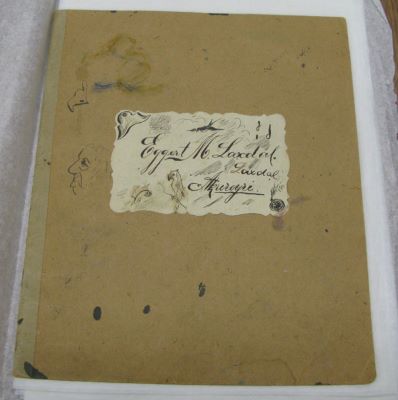 Eggert M. Laxdal.
Laxdal
Akureyri.